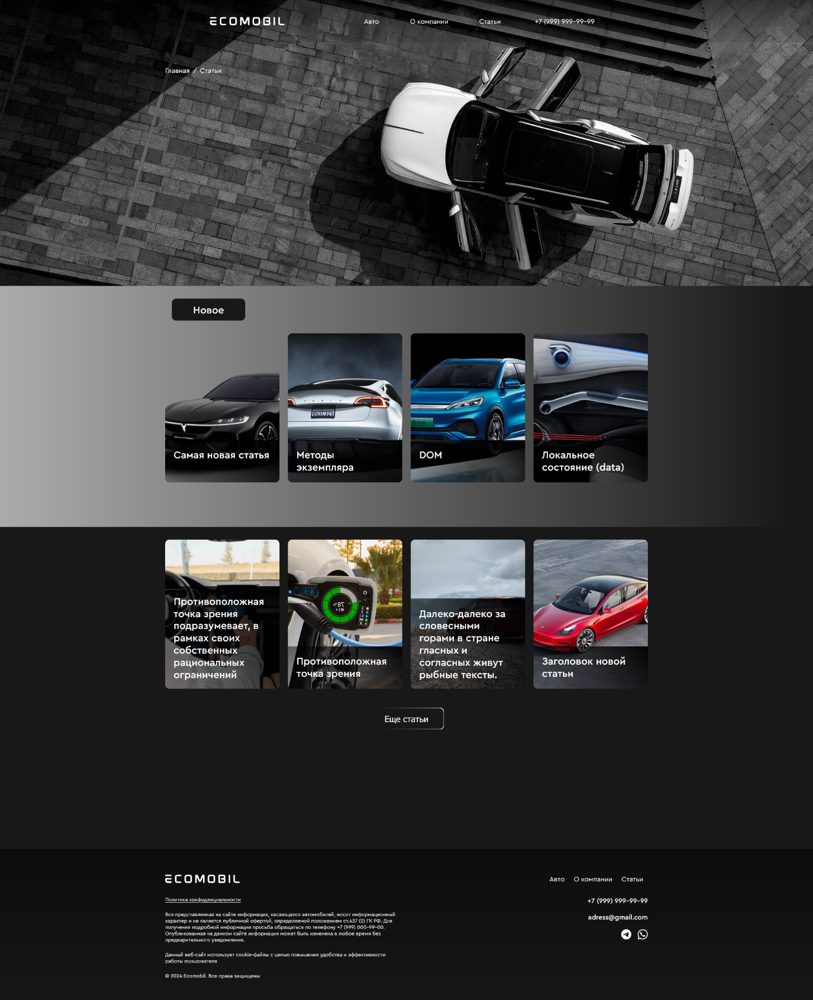 ECOMOBIL
Авто
О компании
Статьи
+7 (999) 999-99-99
Главная / Статьи
Новое
TESLA
8GSC315
VOYAH PASSION
Самая новая статья
Методы
экземпляра
DOM
Локальное
состояние (data)
Противоположная
точка зрения
подразумевает, в
рамках своих
собственных
рациональных
ограничений
78%
Противоположная
точка зрения
Далеко-далеко за
словесными
горами в стране
гласных и
согласных живут
рыбные тексты.
Заголовок новой
статьи
Еще статьи
ECOMOBIL
Авто
О компании
Статьи
Политика конфиденциальности
+7 (999) 999-99-99
Вся представленная на сайте информация, касающаяся автомобилей, носит информационный
характер и не является публичной офертой, определяемой положением ст.437 (2) ГК РФ. Для
получения подробной информации просьба обращаться по телефону +7 (999) 000-99-00.
Опубликованная на данном сайте информация может быть изменена в любое время без
предварительного уведомления.
adress@gmail.com
Данный веб-сайт использует cookie-файлы с целью повышения удобства и эффективности
работы пользователя
© 2024 Ecomobil. Все права защищены